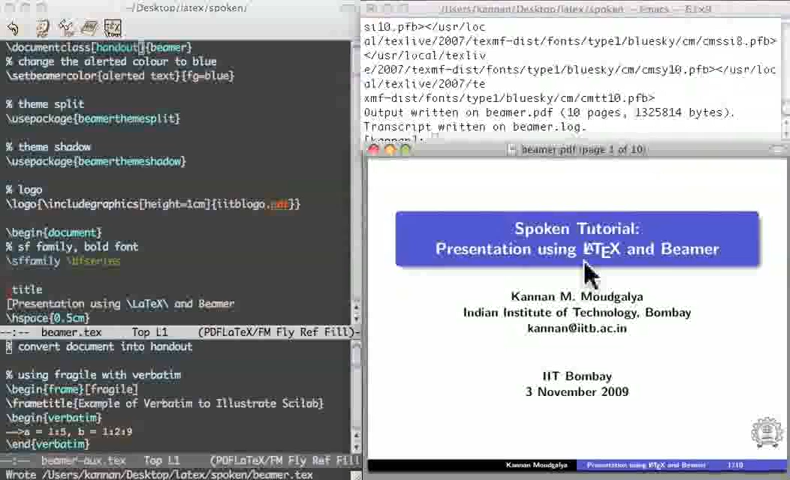 ~/Desktop/latex/spoken/
\documentclass[handout]{beamer}
% change the alerted colour to blue
\setbeamercolor{alerted text}{fg=blue}
% theme split
\usepackage{beamerthemesplit}
% theme shadow
\usepackage{beamerthemeshadow}
% logo
\logo{\includegraphics[height=1cm]{iitblogo.pdf}}
\begin{document}
% sf family, bold font
\sffamily \bfseries
title
[Presentation using \LaTeX\ and Beamer
\hspace{0.5cm}
-:-- beamer.tex Top L1 (PDFLaTeX/FM Fly Ref Fill)-
% convert document into handout
% using fragile with verbatim
\begin{frame}[fragile]
\frametitle{Example of Verbatim to Illustrate Scilab}
\begin{verbatim}
-->a = 1:5, b = 1:2:9
\end{verbatim}
-:-- beamer-aux.tex Top L1 (PDFLaTeX/FM Fly Ref Fill
Wrote /Users/kannan/Desktop/latex/spoken/beamer.tex
/Users/kannan/Desktop/latex/spoken — Emacs — 81x9
si10.pfb></usr/loc
al/texlive/2007/texmf-dist/fonts/type1/bluesky/cm/cmssi8.pfb>
</usr/local/texliv
e/2007/texmf-dist/fonts/type1/bluesky/cm/cmsy10.pfb></usr/loc
al/texlive/2007/te
xmf-dist/fonts/type1/bluesky/cm/cmtt10.pfb>
Output written on beamer.pdf (10 pages, 1325814 bytes).
Transcript written on beamer.log.
[kannan]:
beamer.pdf (page 1 of 10)
Spoken Tutorial:
Presentation using LATEX and Beamer
Kannan M. Moudgalya
Indian Institute of Technology, Bombay
kannan@iitb.ac.in
IIT Bombay
3 November 2009
Kannan Moudgalya Presentation using LATEX and Beamer 1/10